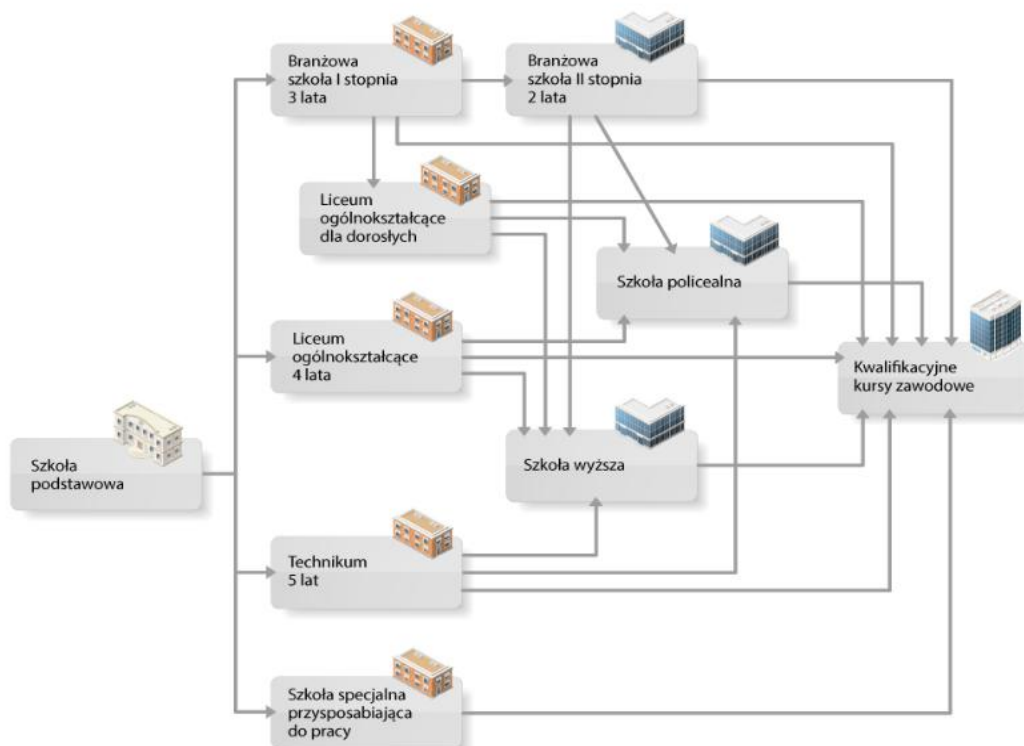 Branżowa
szkoła I stopnia
3 lata
Branżowa
szkoła II stopnia
2 lata
Liceum
ogólnokształcące
dla dorosłych
Szkoła policealna
Liceum
ogólnokształcące
4 lata
Kwalifikacyjne
kursy zawodowe
Szkoła
podstawowa
Szkoła wyższa
Technikum
5 lat
Szkoła specjalna
przysposabiająca
do pracy